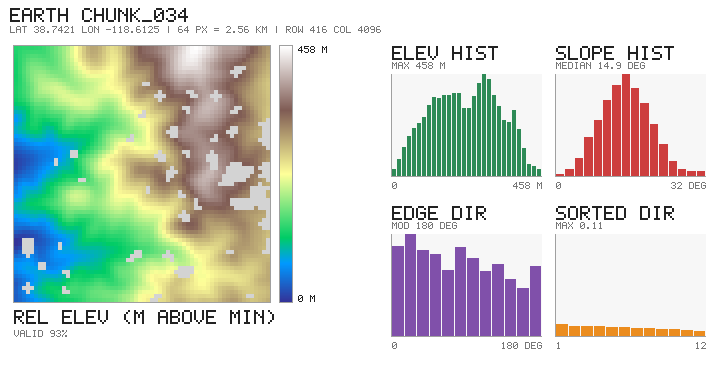 EARTH CHUNK_034
LAT 38.7421 LON -118.6125 | 64 PX = 2.56 KM | ROW 416 COL 4096
458 M
0 M
REL ELEV (M ABOVE MIN)
VALID 93%
ELEV HIST
MAX 458 M
0 458 M
SLOPE HIST
MEDIAN 14.9 DEG
0 32 DEG
EDGE DIR
MOD 180 DEG
0 180 DEG
SORTED DIR
MAX 0.11
1 12